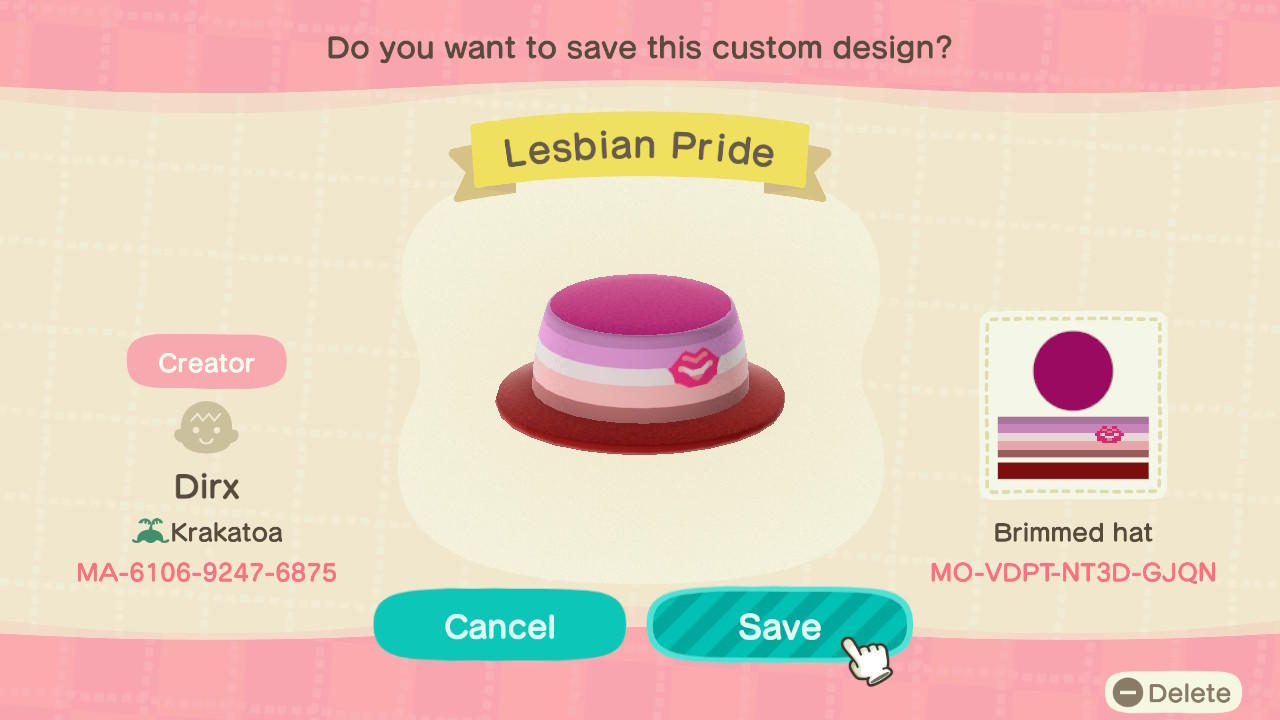 Do you want to save this custom design?
Lesbian Pride
Creator
Dirx
Krakatoa
MA-6106-9247-6875
Brimmed hat
MO-VDPT-NT3D-GJQN
Cancel
Save
Delete